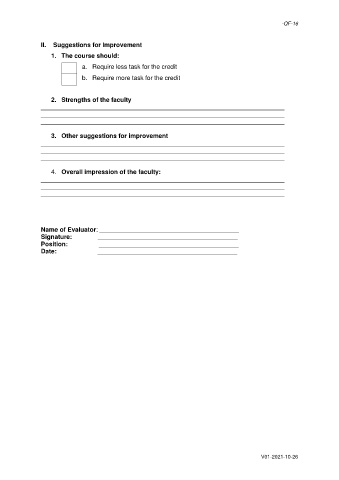 OF-16
II. Suggestions for Improvement
1. The course should:
a. Require less task for the credit
b. Require more task for the credit
2. Strengths of the faculty
3. Other suggestions for Improvement
4. Overall Impression of the faculty:
Name of Evaluator:
Signature:
Position:
Date:
V01-2021-10-26